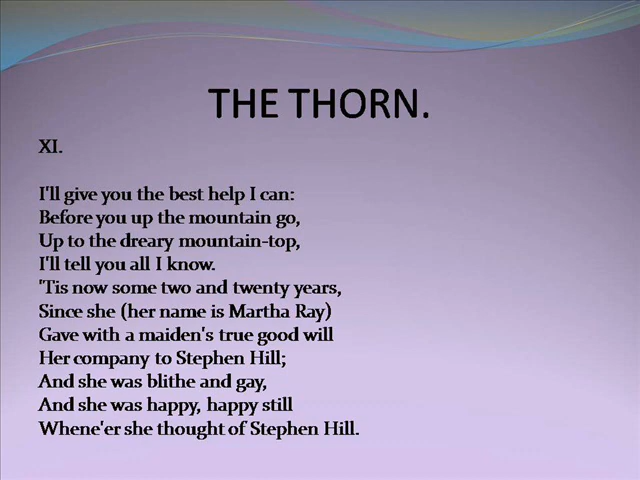 THE THORN.
XI.
I'll give you the best help I can:
Before you up the mountain go,
Up to the dreary mountain-top,
I'll tell you all I know.
'Tis now some two and twenty years,
Since she (her name is Martha Ray)
Gave with a maiden's true good will
Her company to Stephen Hill;
And she was blithe and gay,
And she was happy, happy still
Whene'er she thought of Stephen Hill.